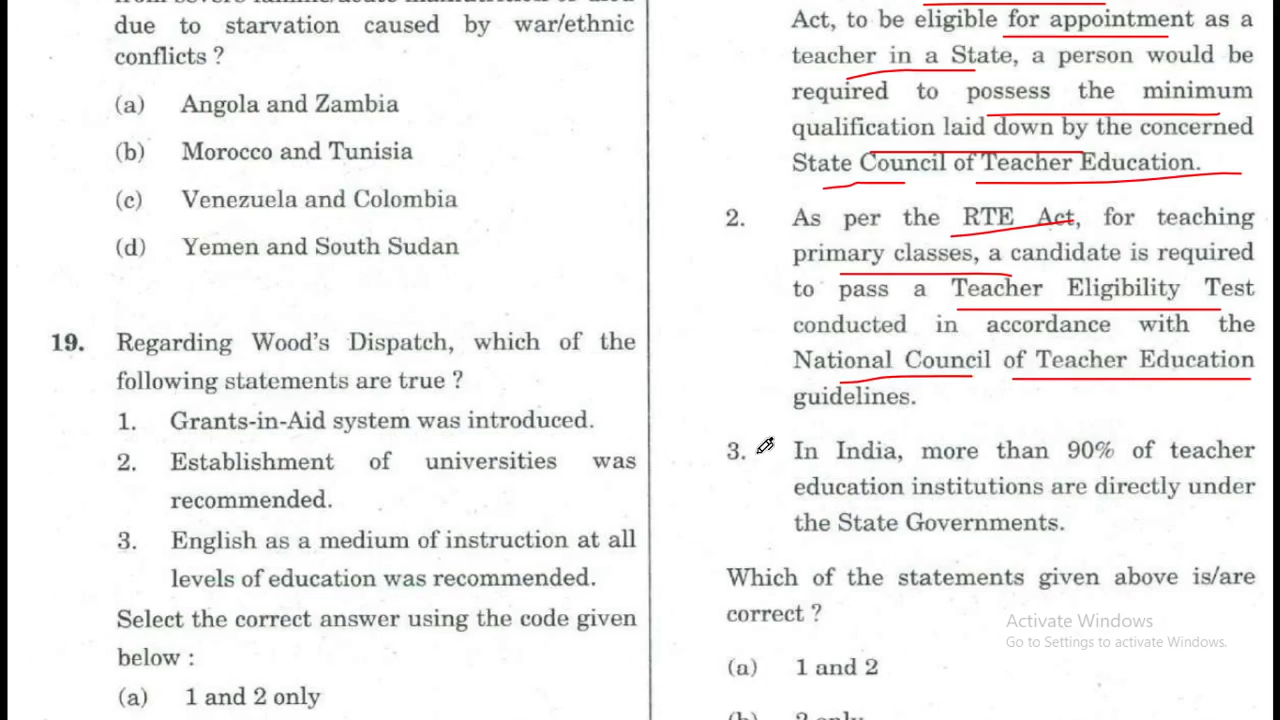 due to starvation caused by war/ethnic
conflicts ?
(a) Angola and Zambia
(b) Morocco and Tunisia
(c) Venezuela and Colombia
(d) Yemen and South Sudan
19. Regarding Wood's Dispatch, which of the
following statements are true ?
1. Grants-in-Aid system was introduced.
2. Establishment of universities was
recommended.
3. English as a medium of instruction at all
levels of education was recommended.
Select the correct answer using the code given
below :
(a) 1 and 2 only
Act, to be eligible for appointment as a
teacher in a State, a person would be
required to possess the minimum
qualification laid down by the concerned
State Council of Teacher Education.
2. As per the RTE Act, for teaching
primary classes, a candidate is required
to pass a Teacher Eligibility Test
conducted in accordance with the
National Council of Teacher Education
guidelines.
3. In India, more than 90% of teacher
education institutions are directly under
the State Governments.
Which of the statements given above is/are
correct ?
(a) 1 and 2
Activate Windows
Go to Settings to activate Windows.